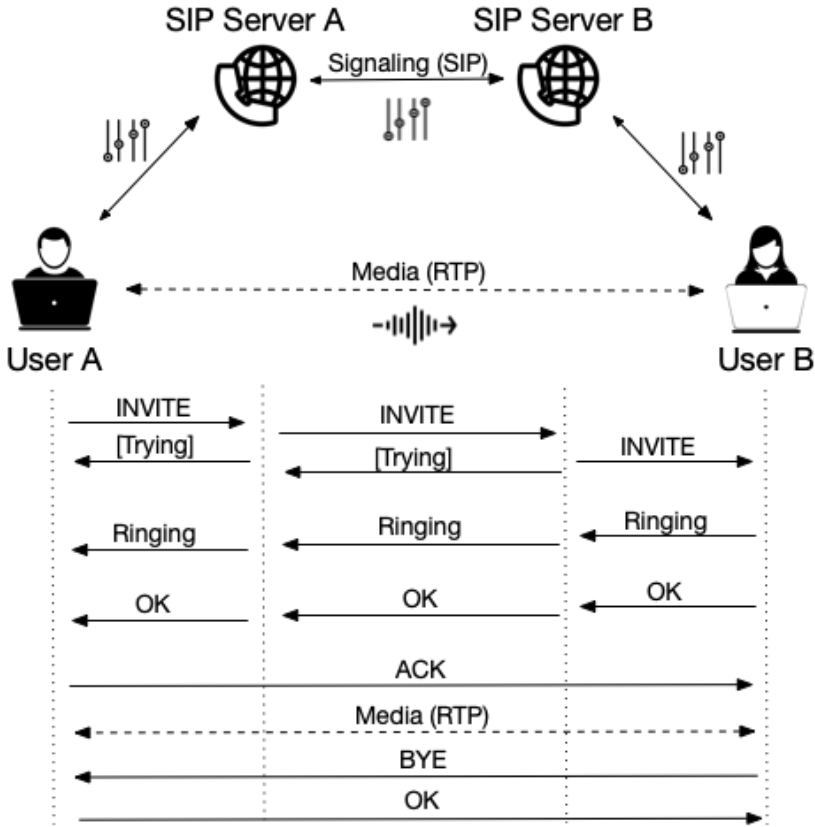 SIP Server A
SIP Server B
Signaling (SIP)
Media (RTP)
User A
User B
INVITE
INVITE
[Trying]
[Trying]
INVITE
Ringing
Ringing
Ringing
OK
OK
OK
ACK
Media (RTP)
BYE
OK